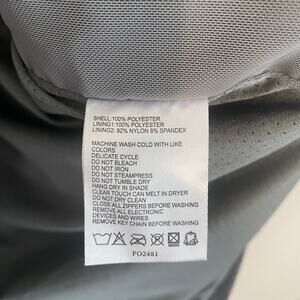 SHELL:100% POLYESTER
LINING1:100% POLYESTER
LINING2: 92% NYLON 8% SPANDEX
MACHINE WASH COLD WITH LIKE
COLORS
DELICATE CYCLE
DO NOT BLEACH
DO NOT IRON
DO NOT STEAMPRESS
DO NOT TUMBLE DRY
HANG DRY IN SHADE
CLEAR TOUCH CAN MELT IN DRYER
DO NOT DRY CLEAN
CLOSE ALL ZIPPERS BEFORE WASHING
REMOVE ALL ELECTRONIC
DEVICES AND WIRES
REMOVE KEY CHAIN BEFORE WASHING
PO2481